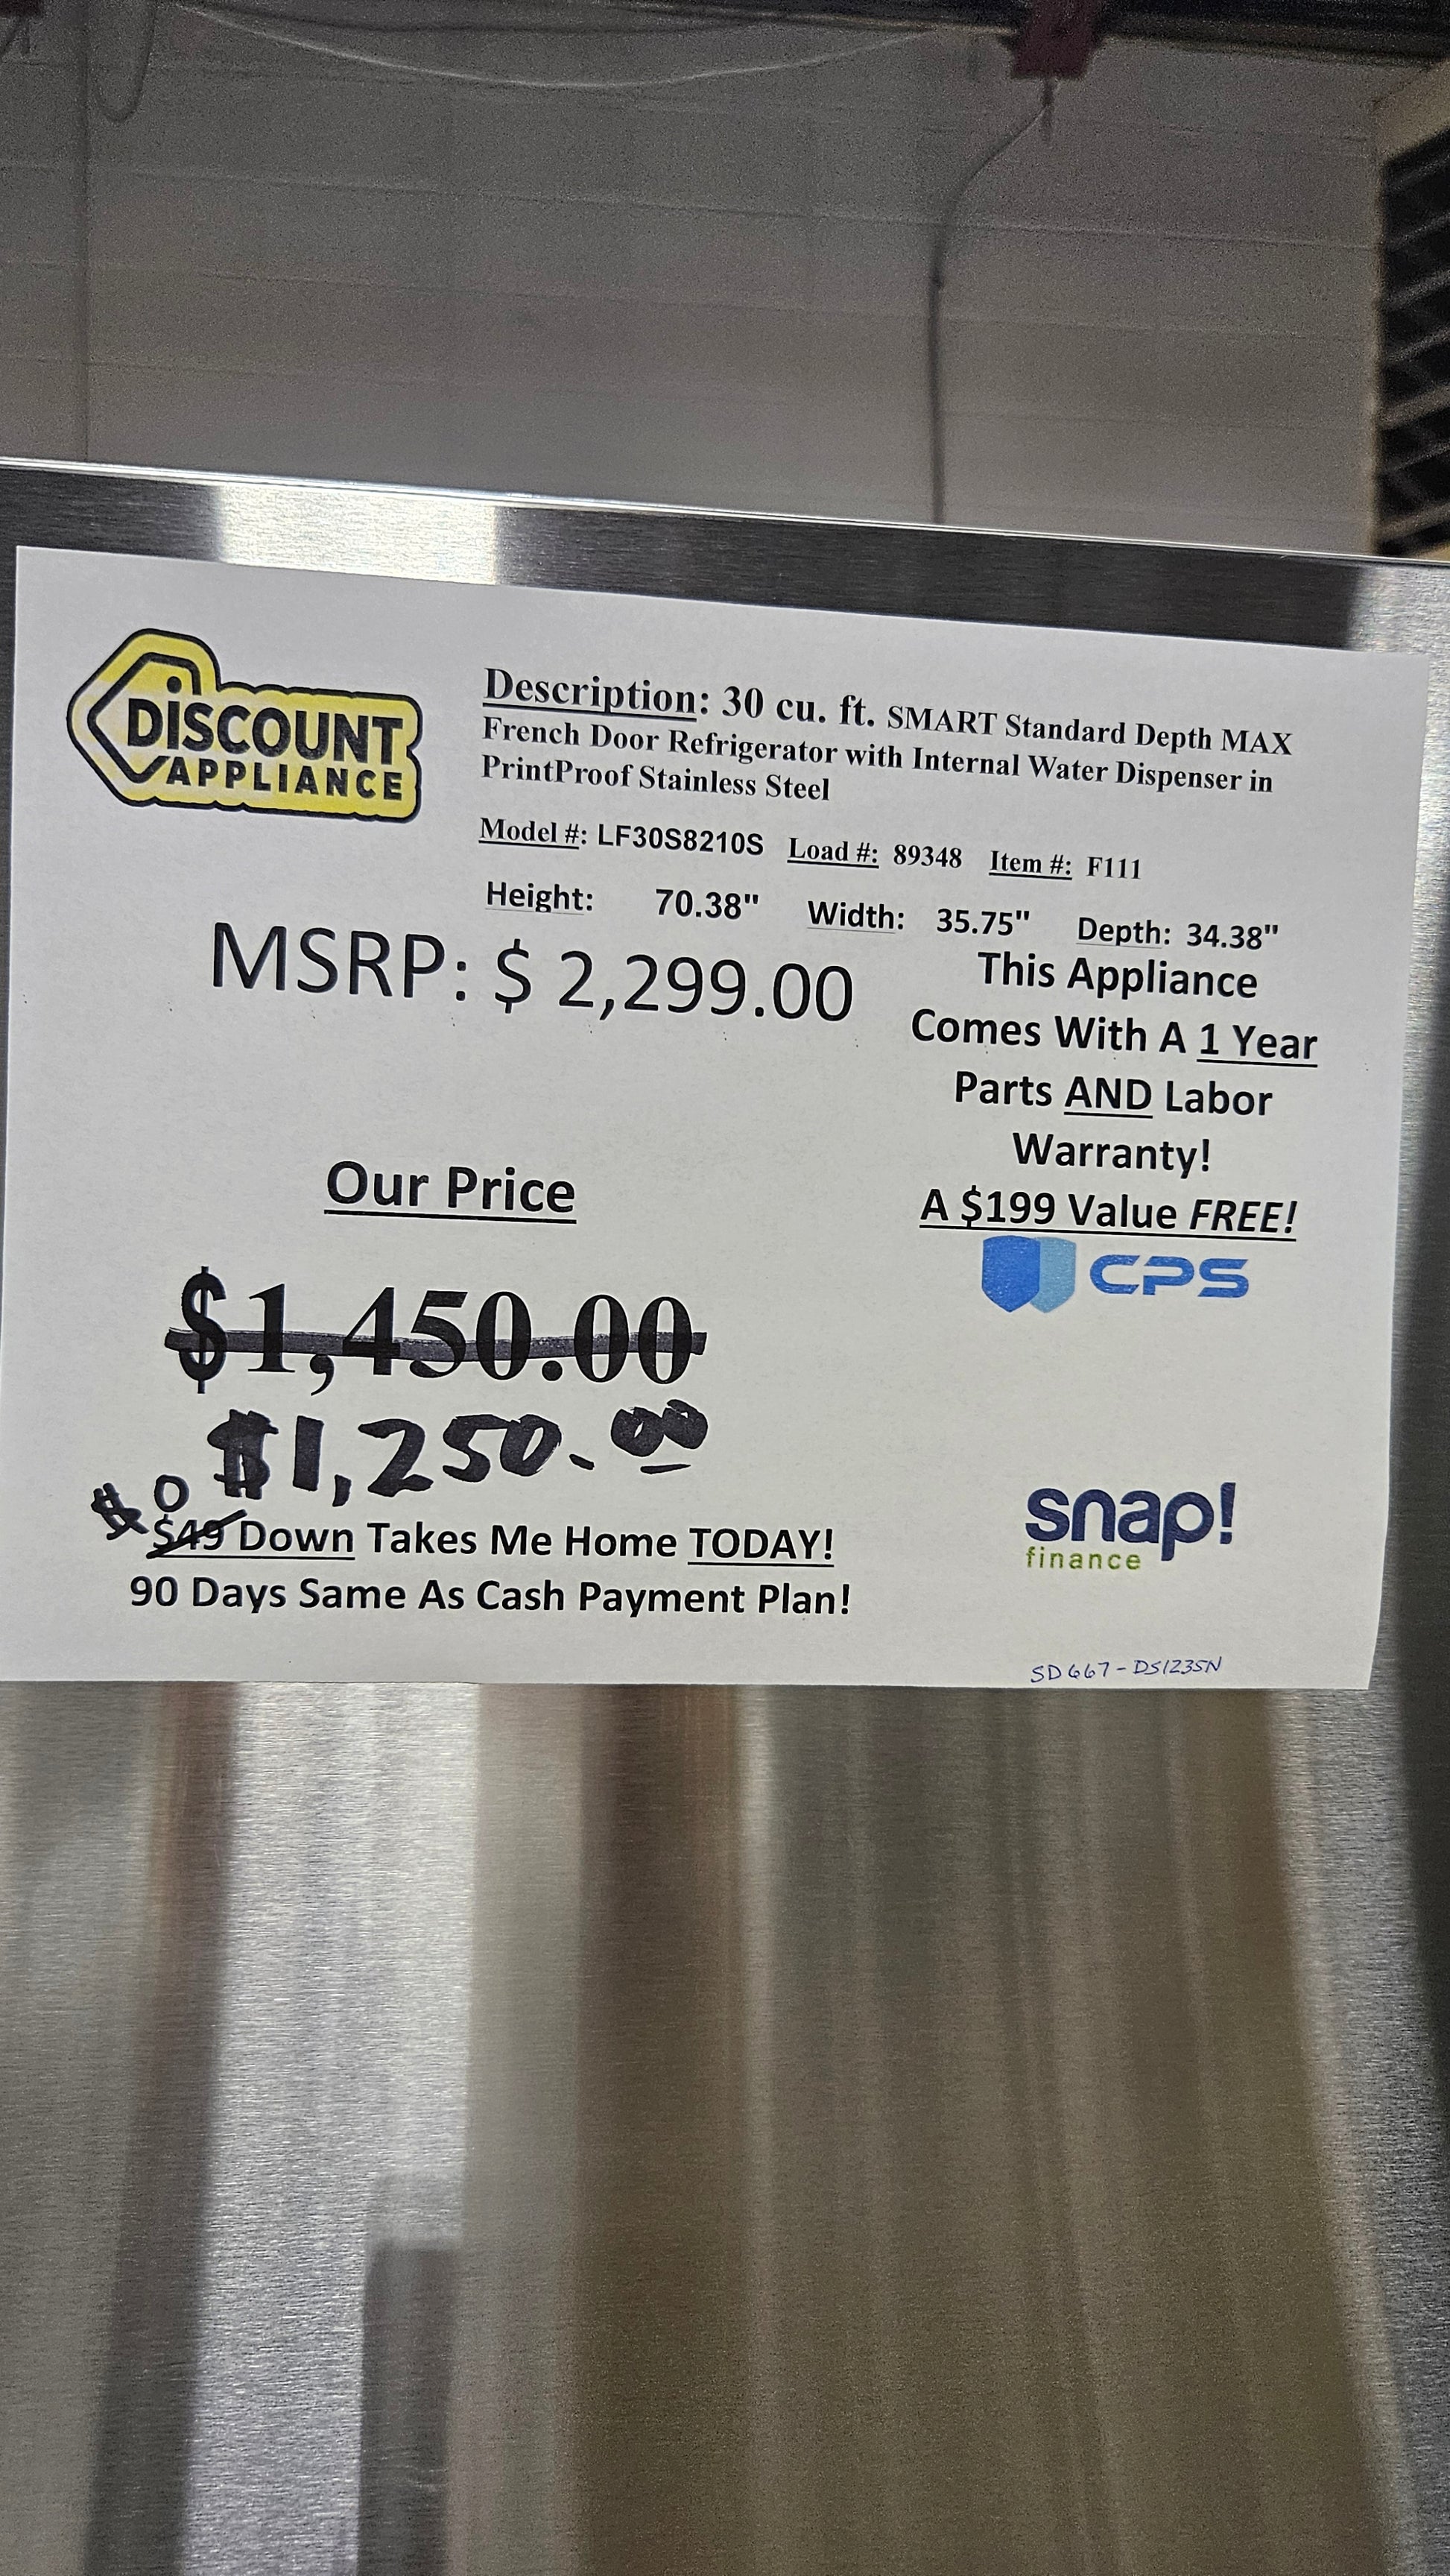 DISCOUNT
APPLIANCE
Description: 30 cu. ft. SMART Standard Depth MAX
French Door Refrigerator with Internal Water Dispenser in
PrintProof Stainless Steel
Model #: LF30S8210S Load #: 89348 Item #: F111
Height: 70.38" Width: 35.75" Depth: 34.38"
MSRP: $ 2,299.00
This Appliance
Comes With A 1 Year
Parts AND Labor
Warranty!
A $199 Value FREE!
CPS
Our Price
$1,450.00
$1,250.00
$0
$49 Down Takes Me Home TODAY!
90 Days Same As Cash Payment Plan!
snap!
finance
SD667-DS1235N